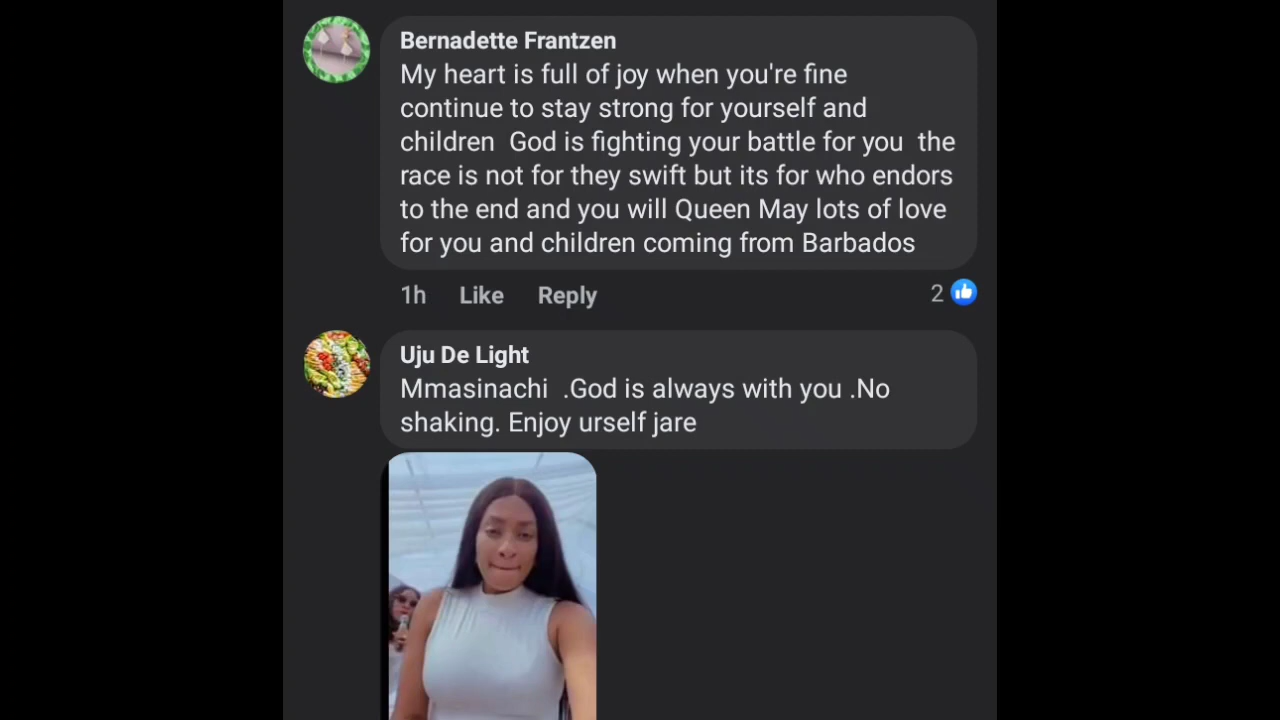 Bernadette Frantzen
My heart is full of joy when you're fine
continue to stay strong for yourself and
children  God is fighting your battle for you  the
race is not for they swift but its for who endors
to the end and you will Queen May lots of love
for you and children coming from Barbados
1h Like Reply 2
Uju De Light
Mmasinachi  .God is always with you .No
shaking. Enjoy urself jare